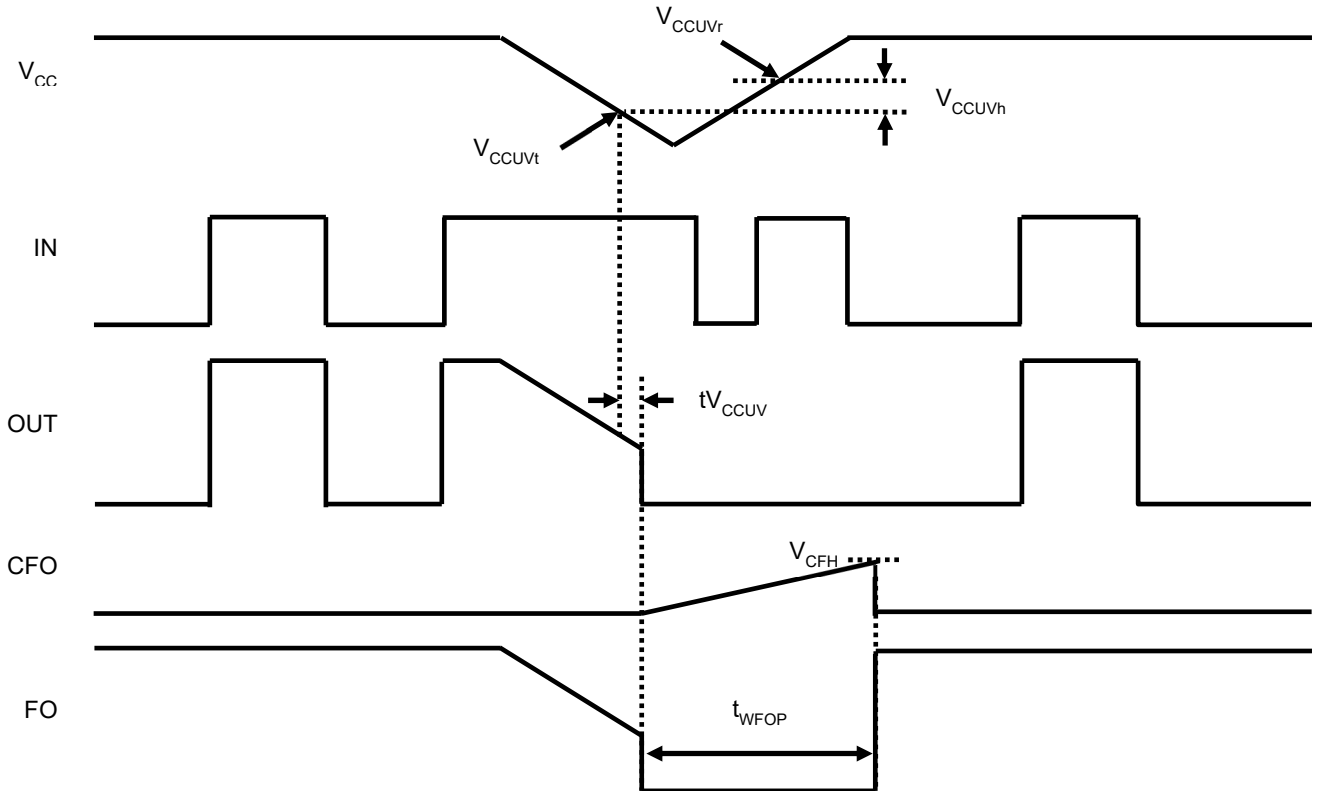 V_CCUVr
V_CC
V_CCUVh
V_CCUVt
IN
tV_CCUV
OUT
V_CFH
CFO
t_WFOP
FO